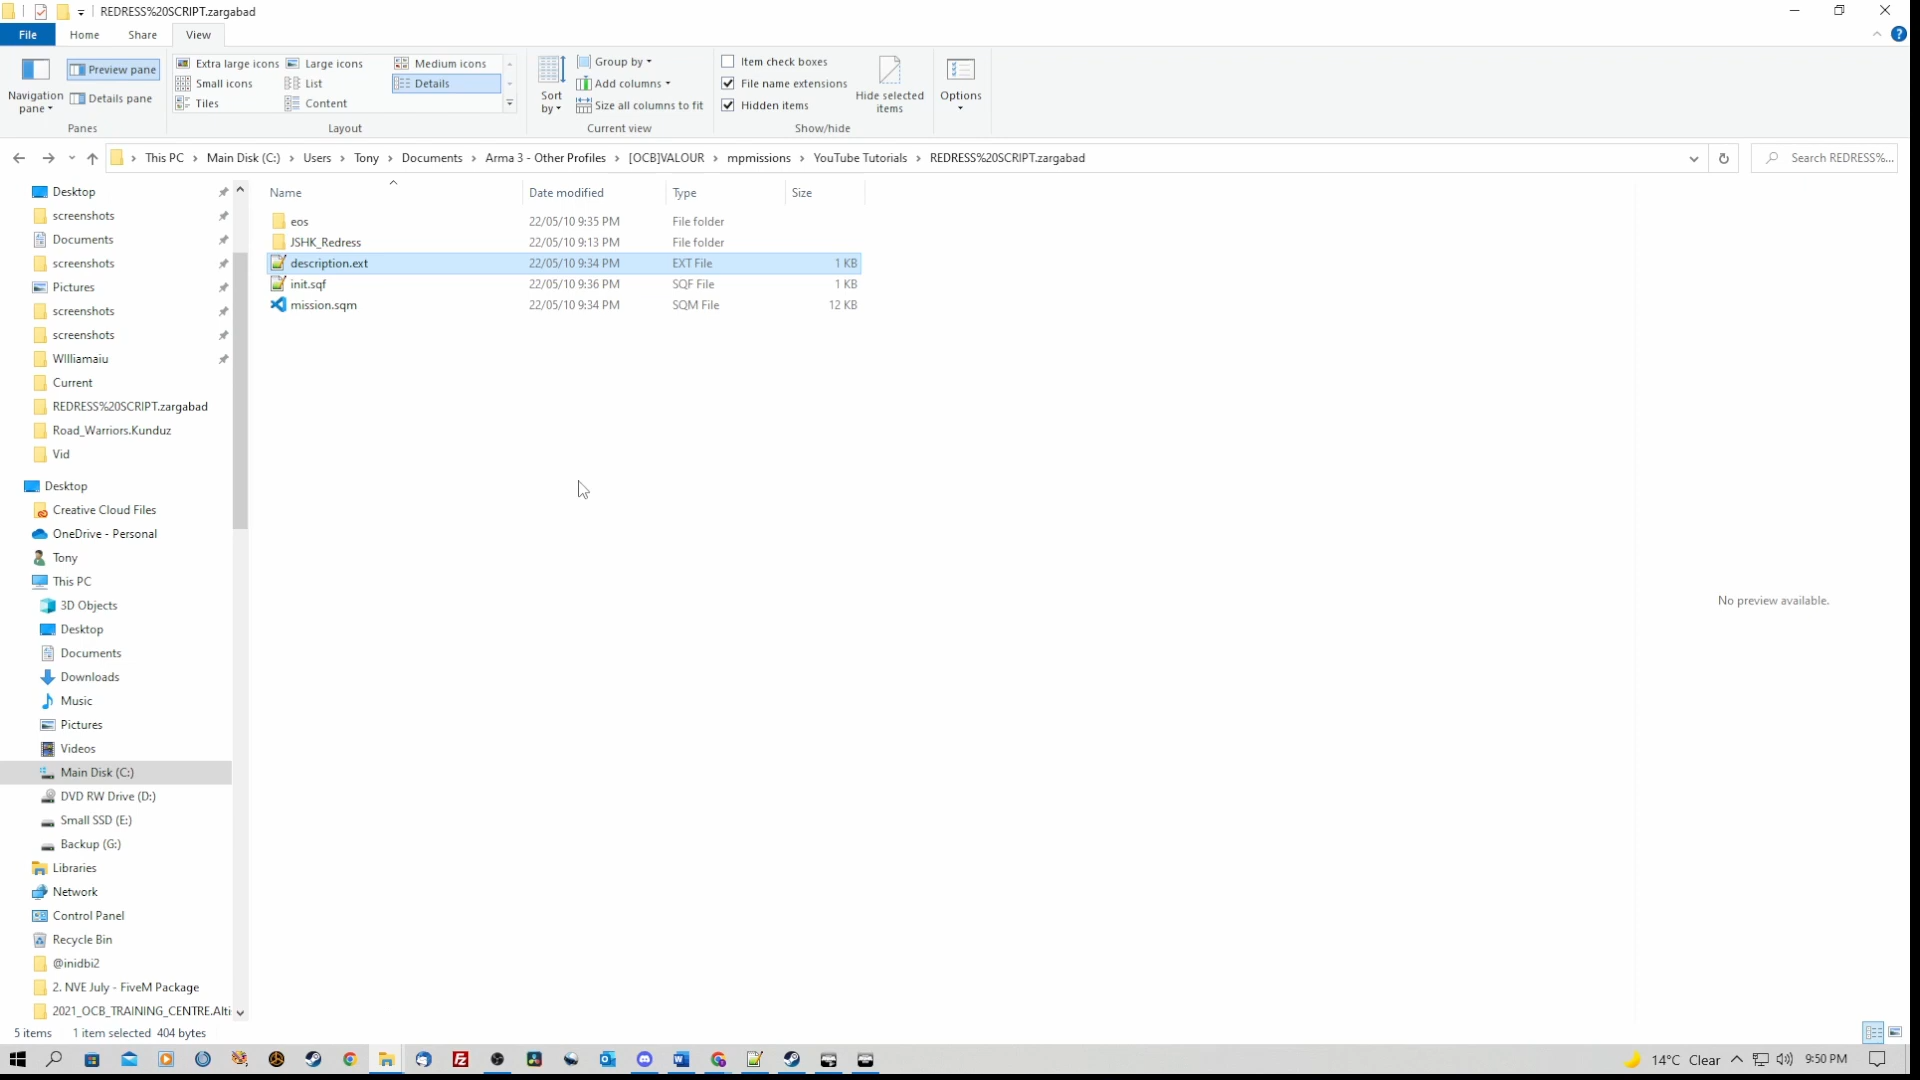 REDRESS%20SCRIPT.zargabad
File Home Share View
Navigation pane
Preview pane
Details pane
Panes
Extra large icons Large icons Medium icons
Small icons List Details
Tiles Content
Layout
Sort by
Group by
Add columns
Size all columns to fit
Current view
Item check boxes
File name extensions
Hidden items
Hide selected items
Show/hide
Options
This PC Main Disk (C:) Users Tony Documents Arma 3 - Other Profiles [OCB]VALOUR mpmissions YouTube Tutorials REDRESS%20SCRIPT.zargabad
Search REDRESS%...
Desktop
screenshots
Documents
screenshots
Pictures
screenshots
screenshots
WIlliamaiu
Current
REDRESS%20SCRIPT.zargabad
Road_Warriors.Kunduz
Vid
Desktop
Creative Cloud Files
OneDrive - Personal
Tony
This PC
3D Objects
Desktop
Documents
Downloads
Music
Pictures
Videos
Main Disk (C:)
DVD RW Drive (D:)
Small SSD (E:)
Backup (G:)
Libraries
Network
Control Panel
Recycle Bin
@inidbi2
2. NVE July - FiveM Package
2021_OCB_TRAINING_CENTRE.Alti
Name Date modified Type Size
eos 22/05/10 9:35 PM File folder
JSHK_Redress 22/05/10 9:13 PM File folder
description.ext 22/05/10 9:34 PM EXT File 1 KB
init.sqf 22/05/10 9:36 PM SQF File 1 KB
mission.sqm 22/05/10 9:34 PM SQM File 12 KB
No preview available.
5 items 1 item selected 404 bytes
14°C Clear 9:50 PM